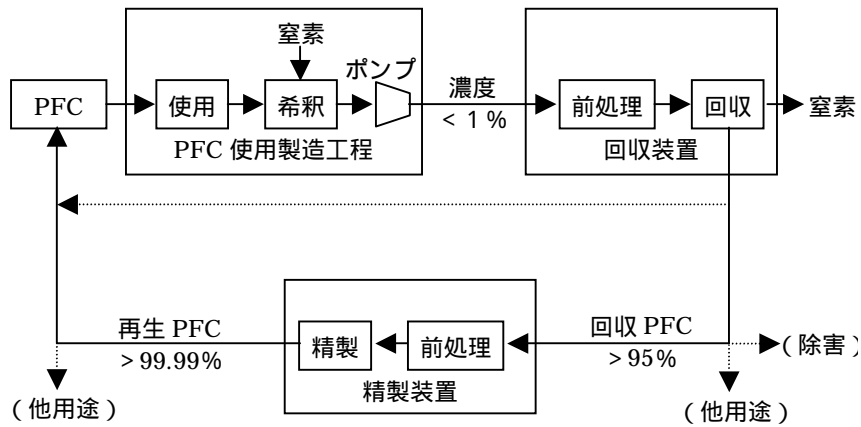 窒素
ポンプ
PFC
使用
希釈
濃度
< 1%
前処理
回収
窒素
PFC 使用製造工程
回収装置
再生 PFC
>99.99%
精製
前処理
回収 PFC
>95%
(除害)
精製装置
(他用途)
(他用途)